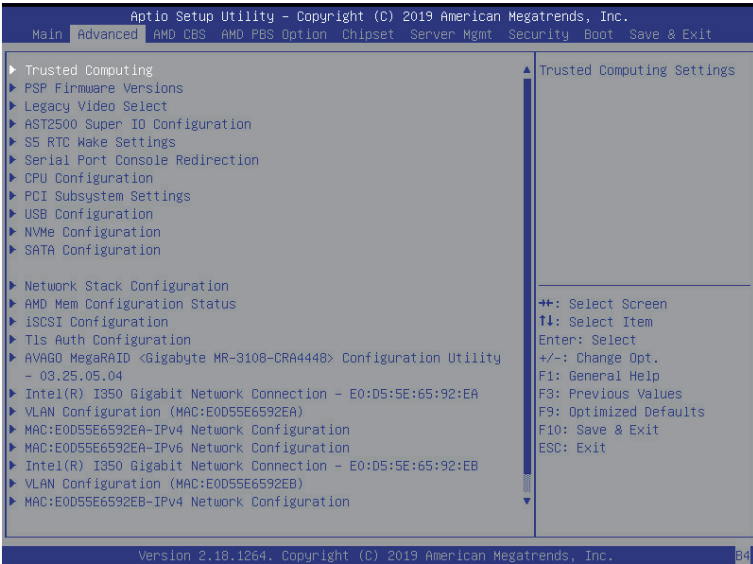 Aptio Setup Utility – Copyright (C) 2019 American Megatrends, Inc.
Main Advanced AMD CBS AMD PBS Option Chipset Server Mgmt Security Boot Save & Exit
Trusted Computing
PSP Firmware Versions
Legacy Video Select
AST2500 Super IO Configuration
S5 RTC Wake Settings
Serial Port Console Redirection
CPU Configuration
PCI Subsystem Settings
USB Configuration
NVMe Configuration
SATA Configuration
Network Stack Configuration
AMD Mem Configuration Status
iSCSI Configuration
Tls Auth Configuration
AVAGO MegaRAID <Gigabyte MR-3108-CRA4448> Configuration Utility
– 03.25.05.04
Intel(R) I350 Gigabit Network Connection – E0:D5:5E:65:92:EA
VLAN Configuration (MAC:E0D55E6592EA)
MAC:E0D55E6592EA-IPv4 Network Configuration
MAC:E0D55E6592EA-IPv6 Network Configuration
Intel(R) I350 Gigabit Network Connection – E0:D5:5E:65:92:EB
VLAN Configuration (MAC:E0D55E6592EB)
MAC:E0D55E6592EB-IPv4 Network Configuration
Trusted Computing Settings
→←: Select Screen
↑↓: Select Item
Enter: Select
+/-: Change Opt.
F1: General Help
F3: Previous Values
F9: Optimized Defaults
F10: Save & Exit
ESC: Exit
Version 2.18.1264. Copyright (C) 2019 American Megatrends, Inc.
B4